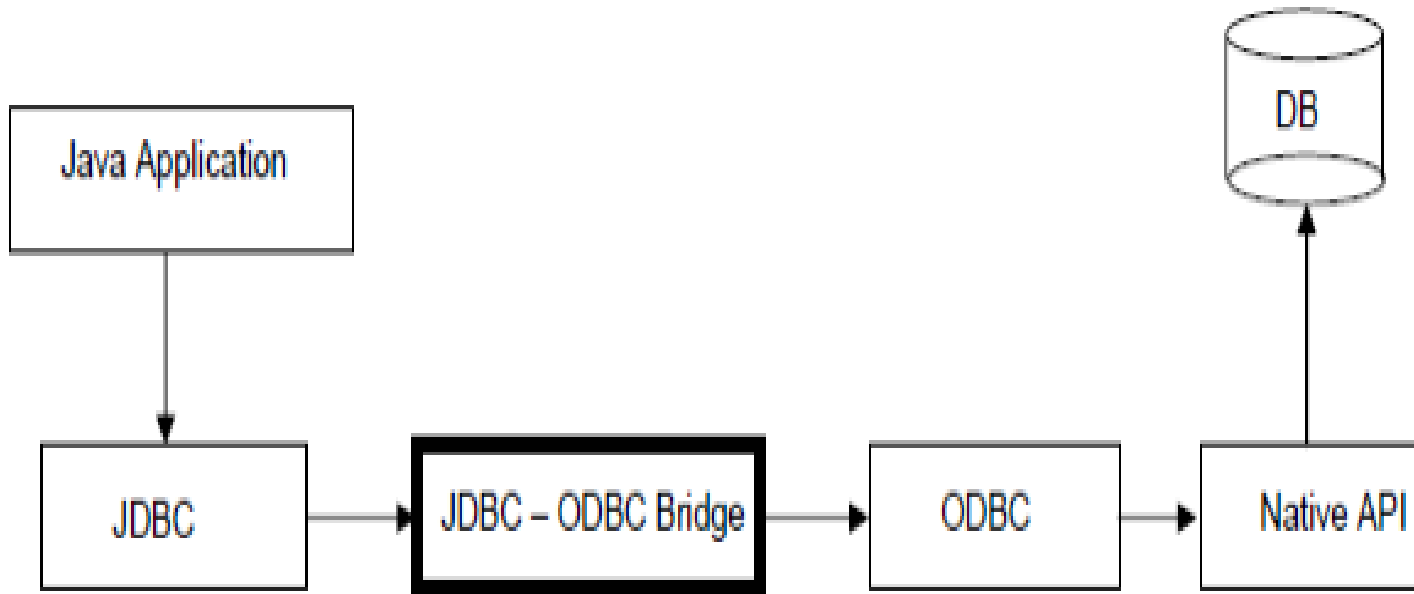 DB
Java Application
JDBC
JDBC – ODBC Bridge
ODBC
Native API